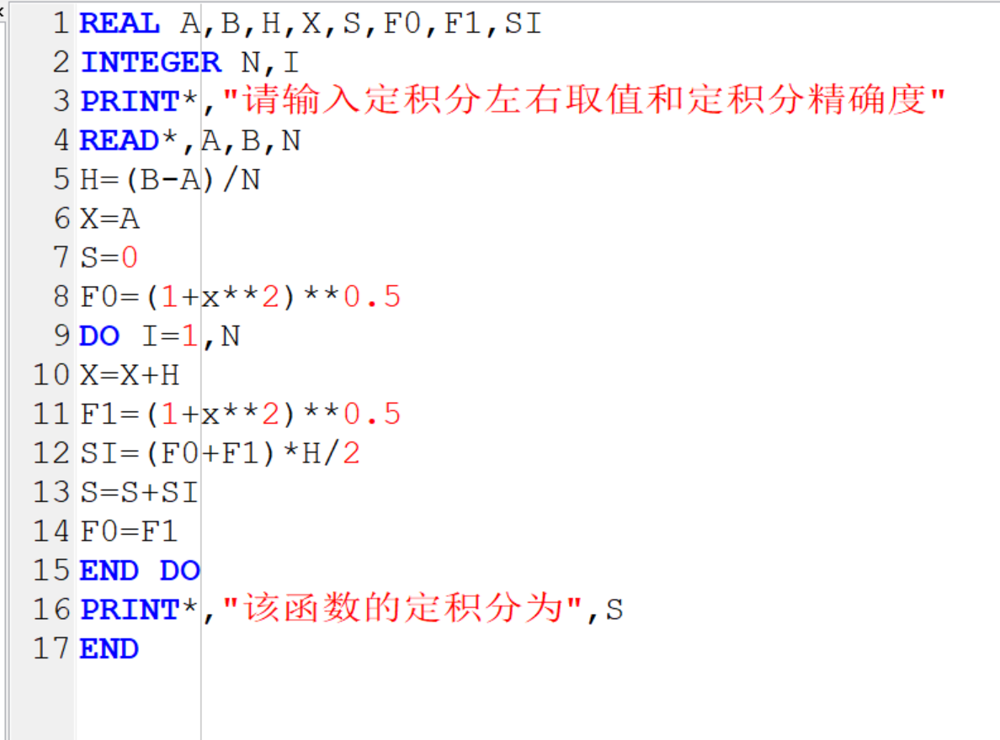 1 REAL A,B,H,X,S,F0,F1,SI
2 INTEGER N,I
3 PRINT*,"请输入定积分左右取值和定积分精确度"
4 READ*,A,B,N
5 H=(B-A)/N
6 X=A
7 S=0
8 F0=(1+x**2)**0.5
9 DO I=1,N
10 X=X+H
11 F1=(1+x**2)**0.5
12 SI=(F0+F1)*H/2
13 S=S+SI
14 F0=F1
15 END DO
16 PRINT*,"该函数的定积分为",S
17 END